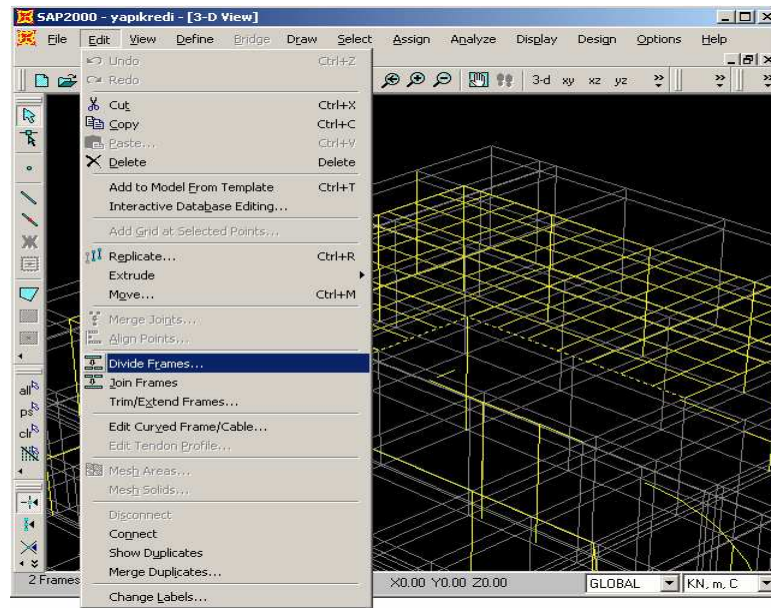 SAP2000 - yapıkredi - [3-D View]
File Edit View Define Bridge Draw Select Assign Analyze Display Design Options Help
Undo Ctrl+Z
Redo
Cut Ctrl+X
Copy Ctrl+C
Paste... Ctrl+V
Delete Delete
Add to Model From Template Ctrl+T
Interactive Database Editing...
Add Grid at Selected Points...
Replicate... Ctrl+R
Extrude
Move... Ctrl+M
Merge Joints...
Align Points...
Divide Frames...
Join Frames
Trim/Extend Frames...
Edit Curved Frame/Cable...
Edit Tendon Profile...
Mesh Areas...
Mesh Solids...
Disconnect
Connect
Show Duplicates
Merge Duplicates...
Change Labels...
3-d xy xz yz
all
ps
clr
2 Frames
X0.00 Y0.00 Z0.00
GLOBAL
KN, m, C